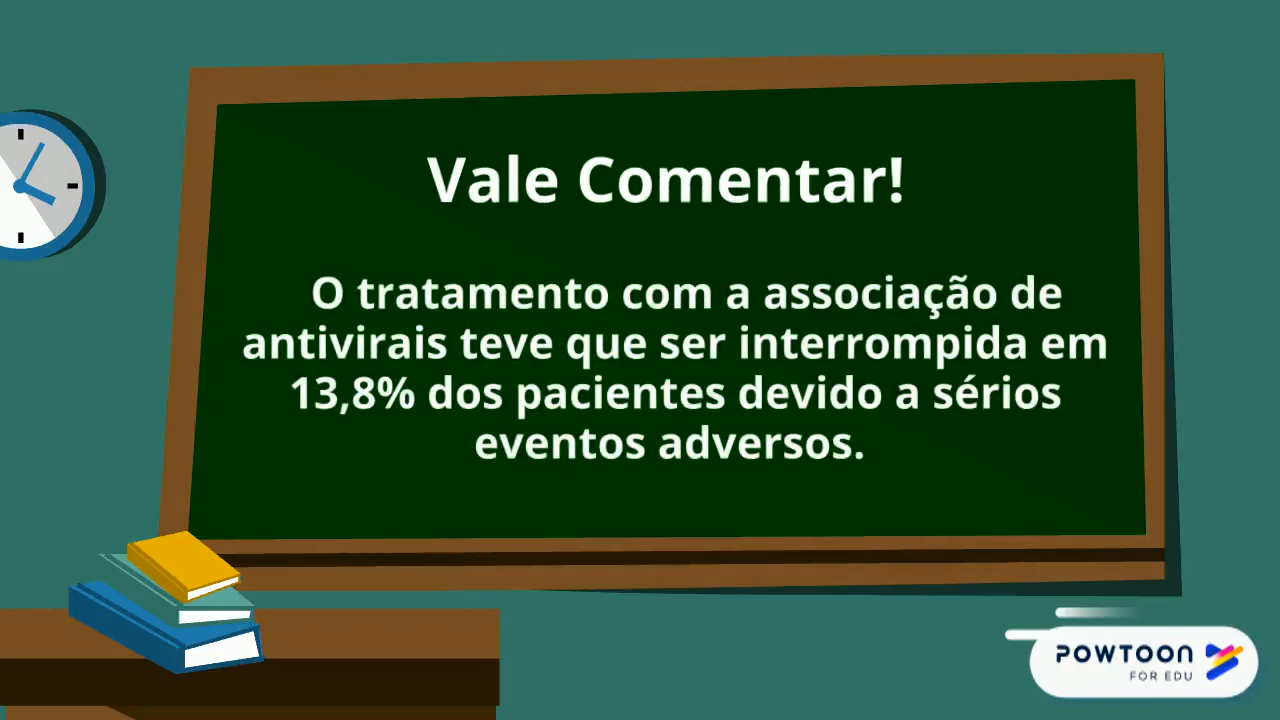 Vale Comentar!
O tratamento com a associação de
antivirais teve que ser interrompida em
13,8% dos pacientes devido a sérios
eventos adversos.
POWTOON
FOR EDU